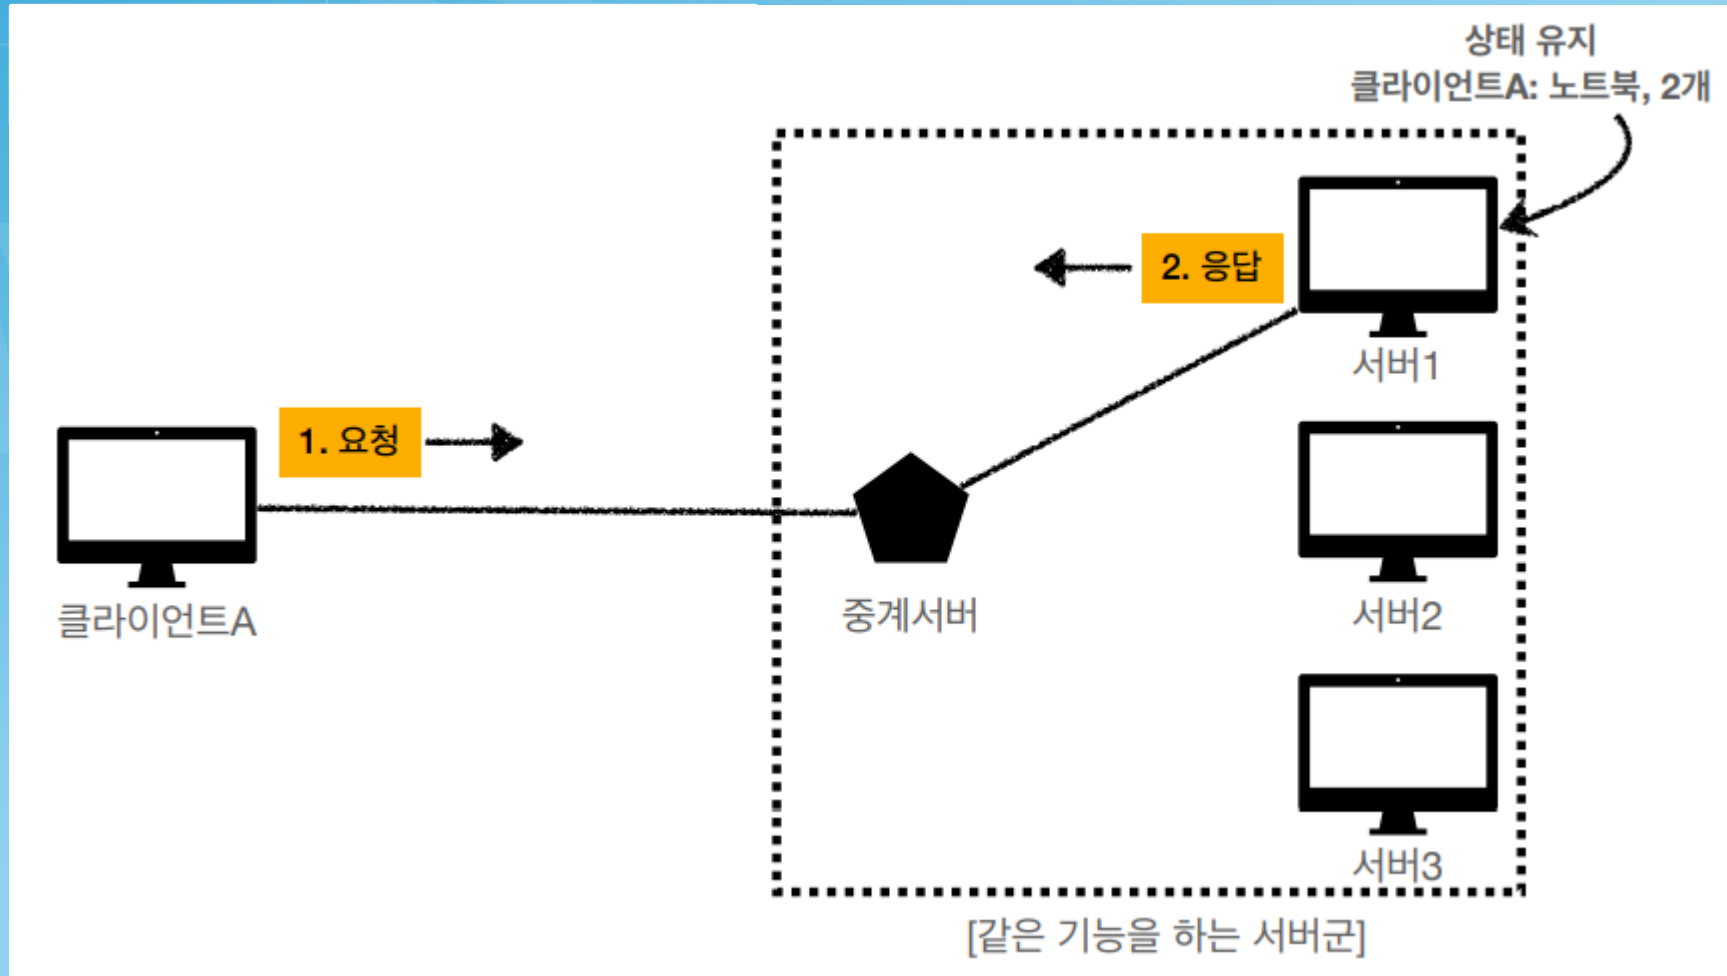 상태 유지
클라이언트A: 노트북, 2개
2. 응답
서버1
1. 요청
클라이언트A
중계서버
서버2
서버3
[같은 기능을 하는 서버군]